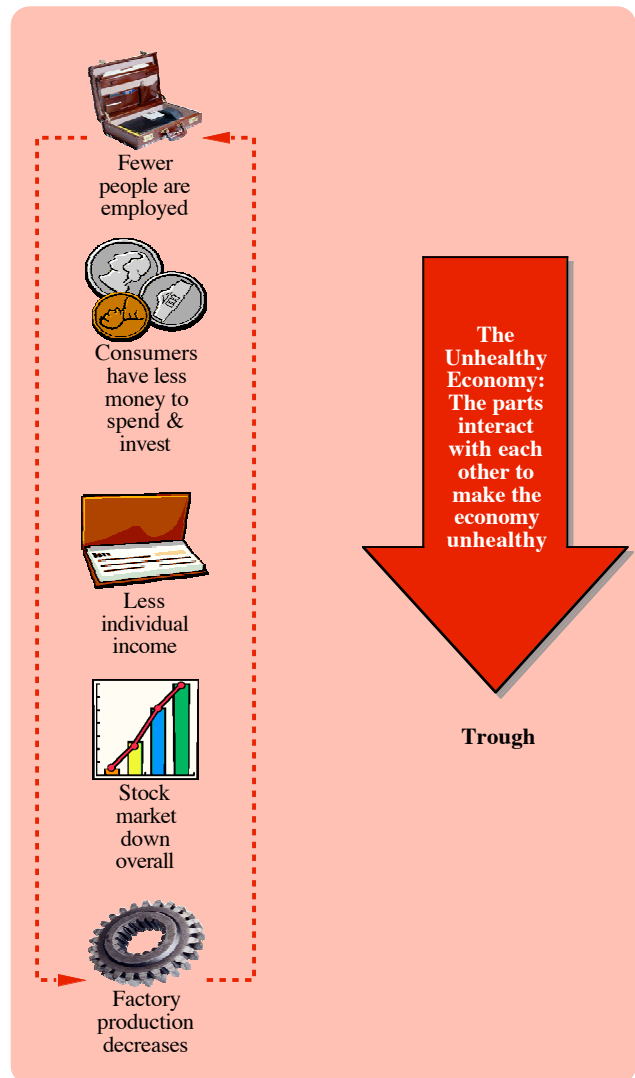 Fewer
people are
employed
Consumers
have less
money to
spend &
invest
Less
individual
income
Stock
market
down
overall
Factory
production
decreases
The
Unhealthy
Economy:
The parts
interact
with each
other to
make the
economy
unhealthy
Trough